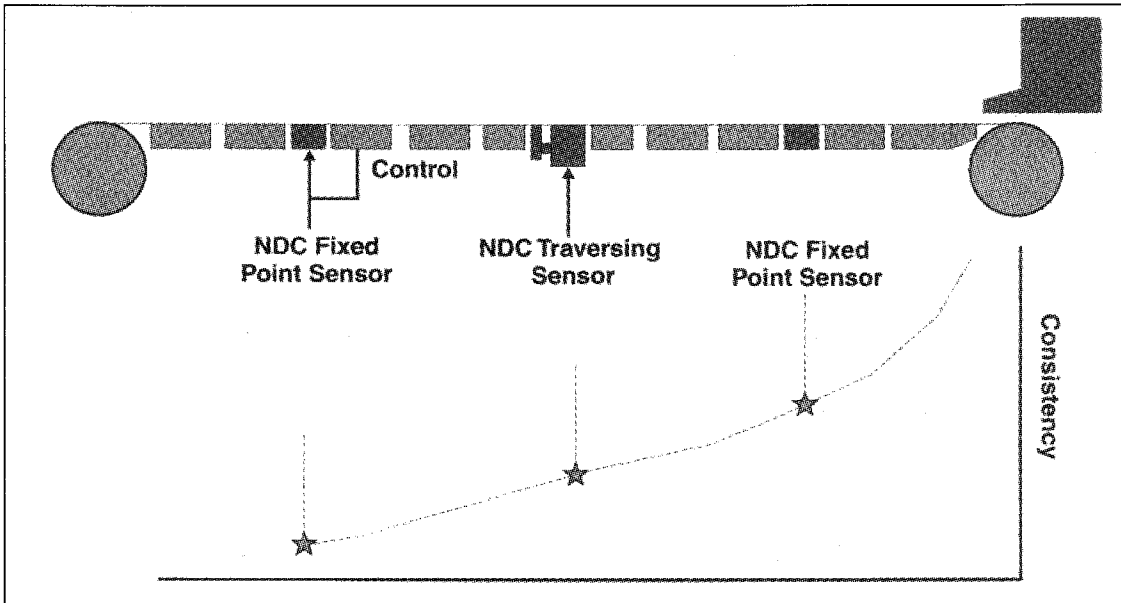 Control
NDC Fixed
Point Sensor
NDC Traversing
Sensor
NDC Fixed
Point Sensor
Consistency